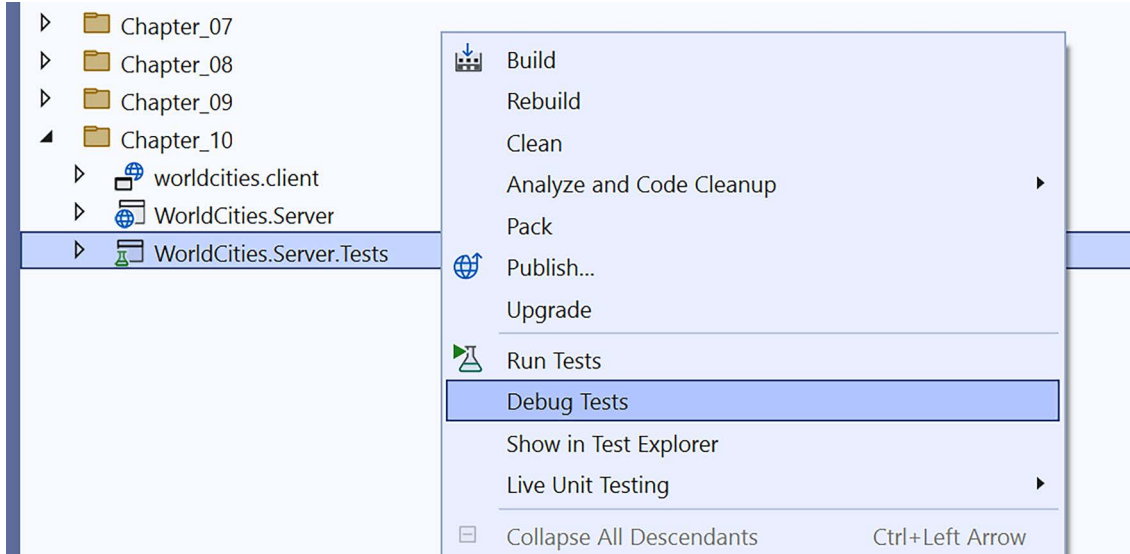 Chapter_07
Chapter_08
Chapter_09
Chapter_10
worldcities.client
WorldCities.Server
WorldCities.Server.Tests
Build
Rebuild
Clean
Analyze and Code Cleanup
Pack
Publish...
Upgrade
Run Tests
Debug Tests
Show in Test Explorer
Live Unit Testing
Collapse All Descendants Ctrl+Left Arrow